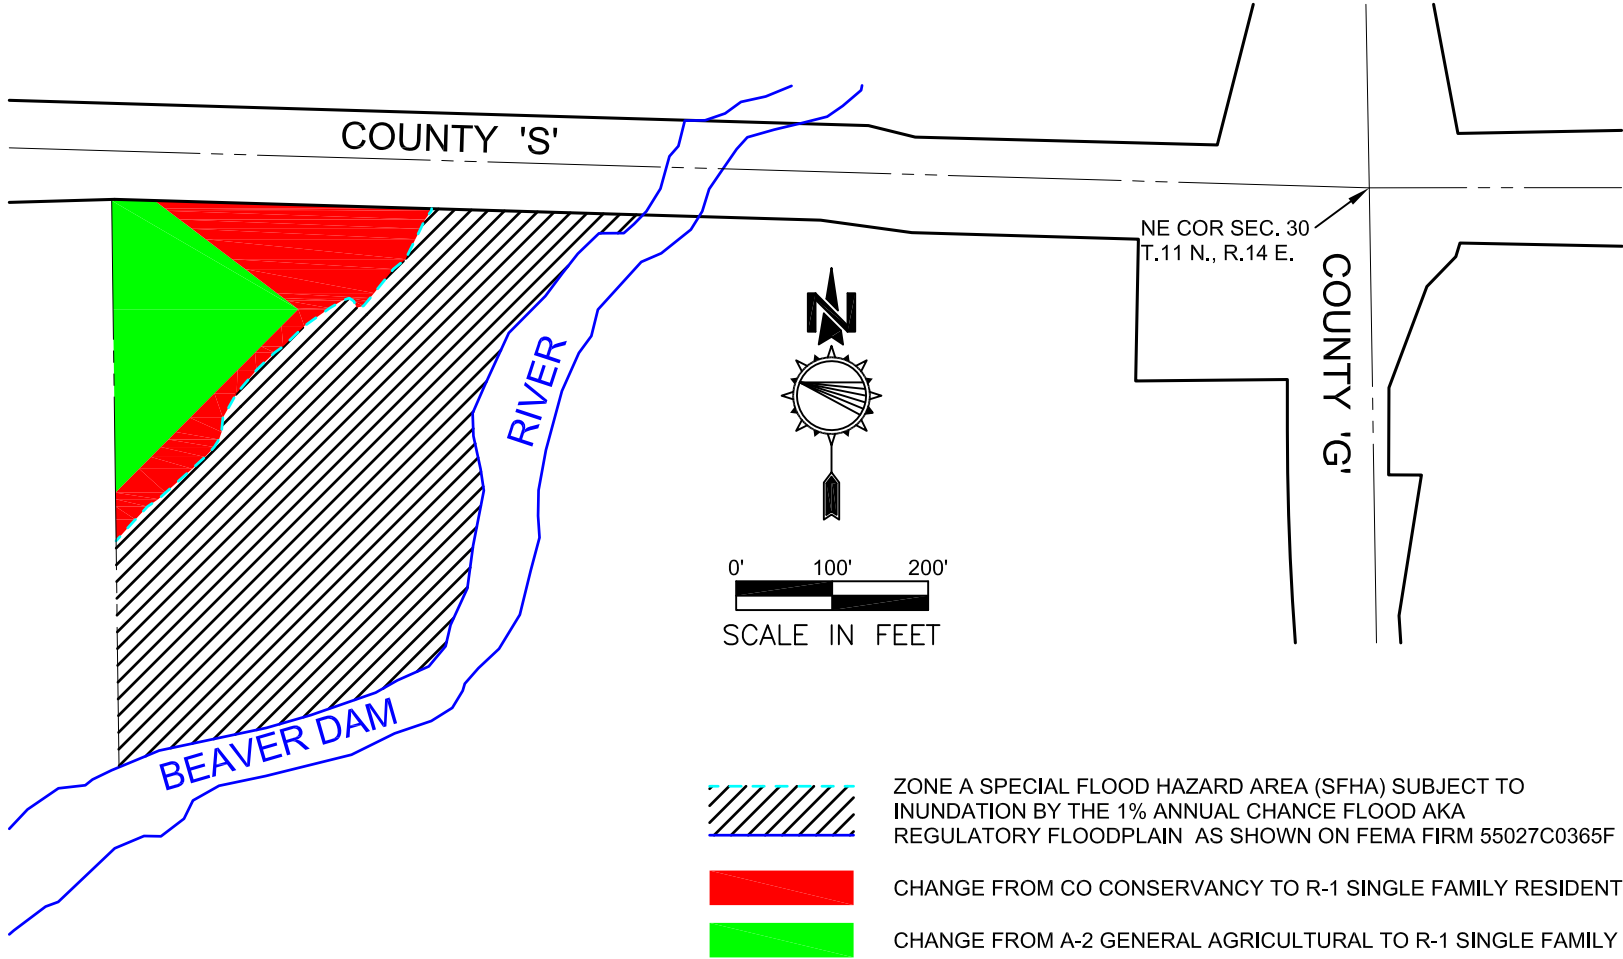 COUNTY 'S'
NE COR SEC. 30
T.11 N., R.14 E.
COUNTY 'G'
N
RIVER
0' 100' 200'
SCALE IN FEET
BEAVER DAM
ZONE A SPECIAL FLOOD HAZARD AREA (SFHA) SUBJECT TO
INUNDATION BY THE 1% ANNUAL CHANCE FLOOD AKA
REGULATORY FLOODPLAIN AS SHOWN ON FEMA FIRM 55027C0365F
CHANGE FROM CO CONSERVANCY TO R-1 SINGLE FAMILY RESIDENT
CHANGE FROM A-2 GENERAL AGRICULTURAL TO R-1 SINGLE FAMILY